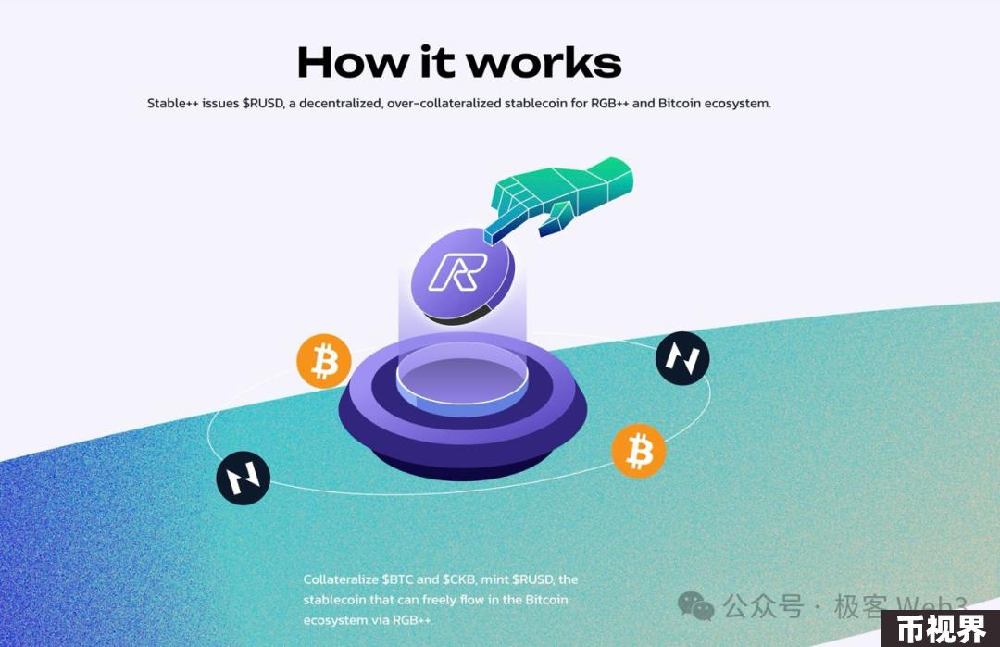 How it works
Stable++ issues $RUSD, a decentralized, over-collateralized stablecoin for RGB++ and Bitcoin ecosystem.
Collateralize $BTC and $CKB, mint $RUSD, the
stablecoin that can freely flow in the Bitcoin
ecosystem via RGB++.
公众号 · 极客 Web3
币视界